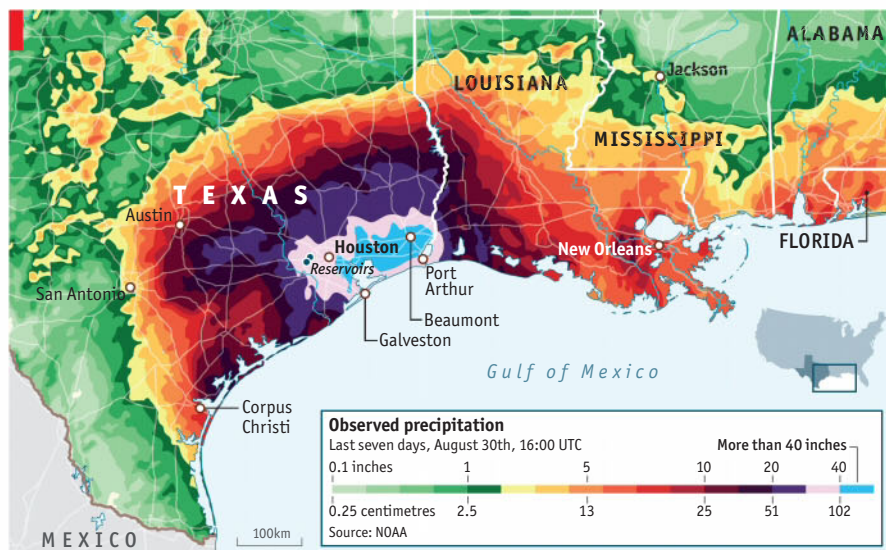 ALABAMA
Jackson
LOUISIANA
MISSISSIPPI
TEXAS
Austin
Houston
New Orleans
FLORIDA
Reservoirs
Port
Arthur
San Antonio
Beaumont
Galveston
Gulf of Mexico
Corpus
Christi
Observed precipitation
Last seven days, August 30th, 16:00 UTC More than 40 inches
0.1 inches 1 5 10 20 40
0.25 centimetres 2.5 13 25 51 102
Source: NOAA
100km
MEXICO